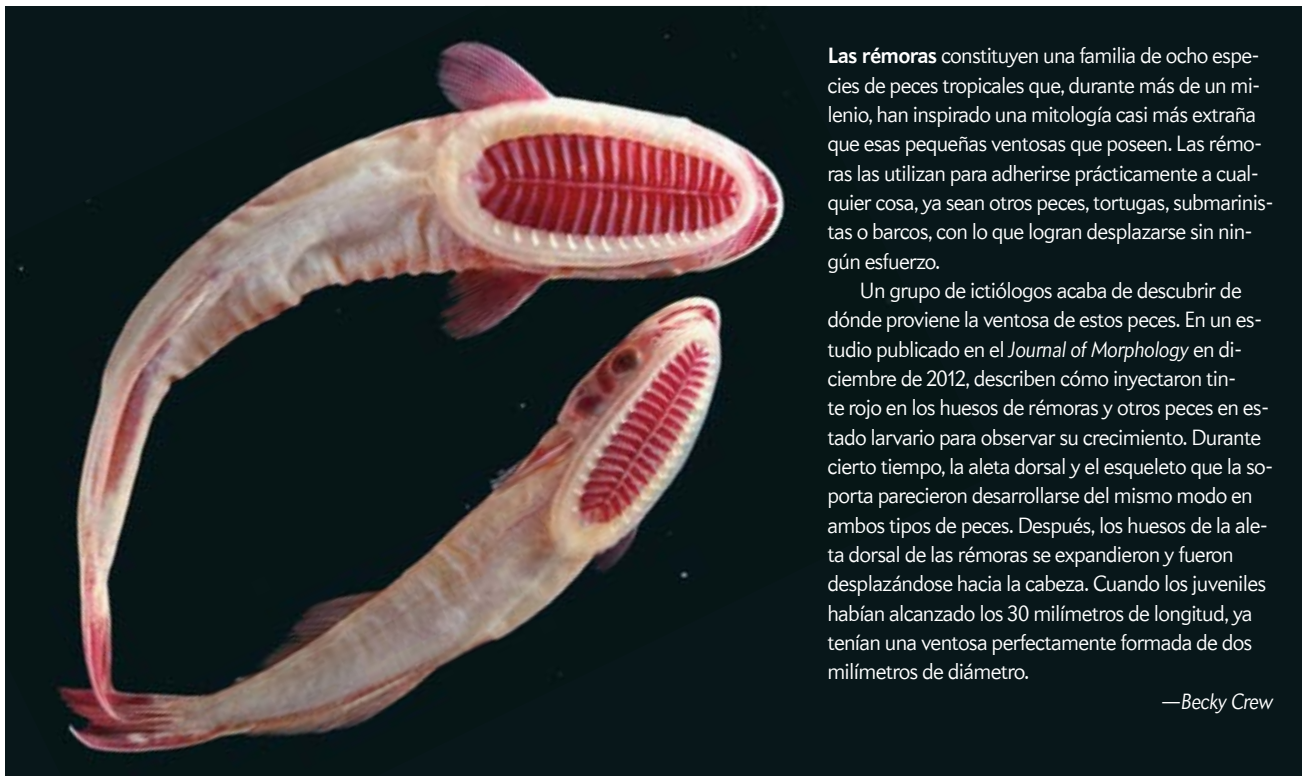 Las rémoras constituyen una familia de ocho espe-
cies de peces tropicales que, durante más de un mi-
lenio, han inspirado una mitología casi más extraña
que esas pequeñas ventosas que poseen. Las rémo-
ras las utilizan para adherirse prácticamente a cual-
quier cosa, ya sean otros peces, tortugas, submarinis-
tas o barcos, con lo que logran desplazarse sin nin-
gún esfuerzo.
Un grupo de ictiólogos acaba de descubrir de
dónde proviene la ventosa de estos peces. En un es-
tudio publicado en el Journal of Morphology en di-
ciembre de 2012, describen cómo inyectaron tin-
te rojo en los huesos de rémoras y otros peces en es-
tado larvario para observar su crecimiento. Durante
cierto tiempo, la aleta dorsal y el esqueleto que la so-
porta parecieron desarrollarse del mismo modo en
ambos tipos de peces. Después, los huesos de la ale-
ta dorsal de las rémoras se expandieron y fueron
desplazándose hacia la cabeza. Cuando los juveniles
habían alcanzado los 30 milímetros de longitud, ya
tenían una ventosa perfectamente formada de dos
milímetros de diámetro.
—Becky Crew